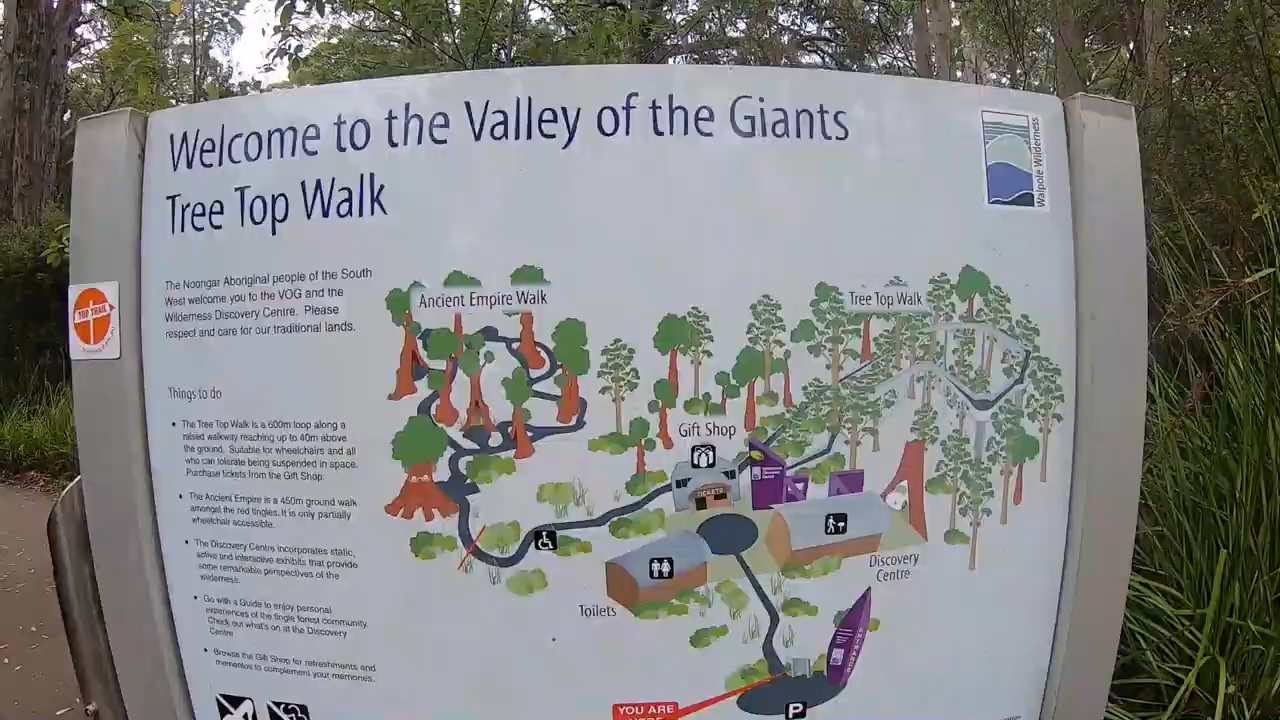 Welcome to the Valley of the Giants
Tree Top Walk
Walpole Wilderness
The Noongar Aboriginal people of the South
West welcome you to the VOG and the
Wilderness Discovery Centre. Please
respect and care for our traditional lands.
TOP TRAIL
Things to do
• The Tree Top Walk is a 600m loop along a
raised walkway reaching up to 40m above
the ground. Suitable for wheelchairs and all
who can tolerate being suspended in space.
Purchase tickets from the Gift Shop.
• The Ancient Empire is a 450m ground walk
amongst the red tingles. It is only partially
wheelchair accessible.
• The Discovery Centre incorporates static,
active and interactive exhibits that provide
some remarkable perspectives of the
wilderness.
• Go with a Guide to enjoy personal
experiences of the tingle forest community.
Check out what's on at the Discovery
Centre
• Browse the Gift Shop for refreshments and
mementos to complement your memories.
Ancient Empire Walk
Tree Top Walk
Gift Shop
TICKETS
Discovery
Centre
Toilets
ENTRANCE
YOU ARE
HERE
P